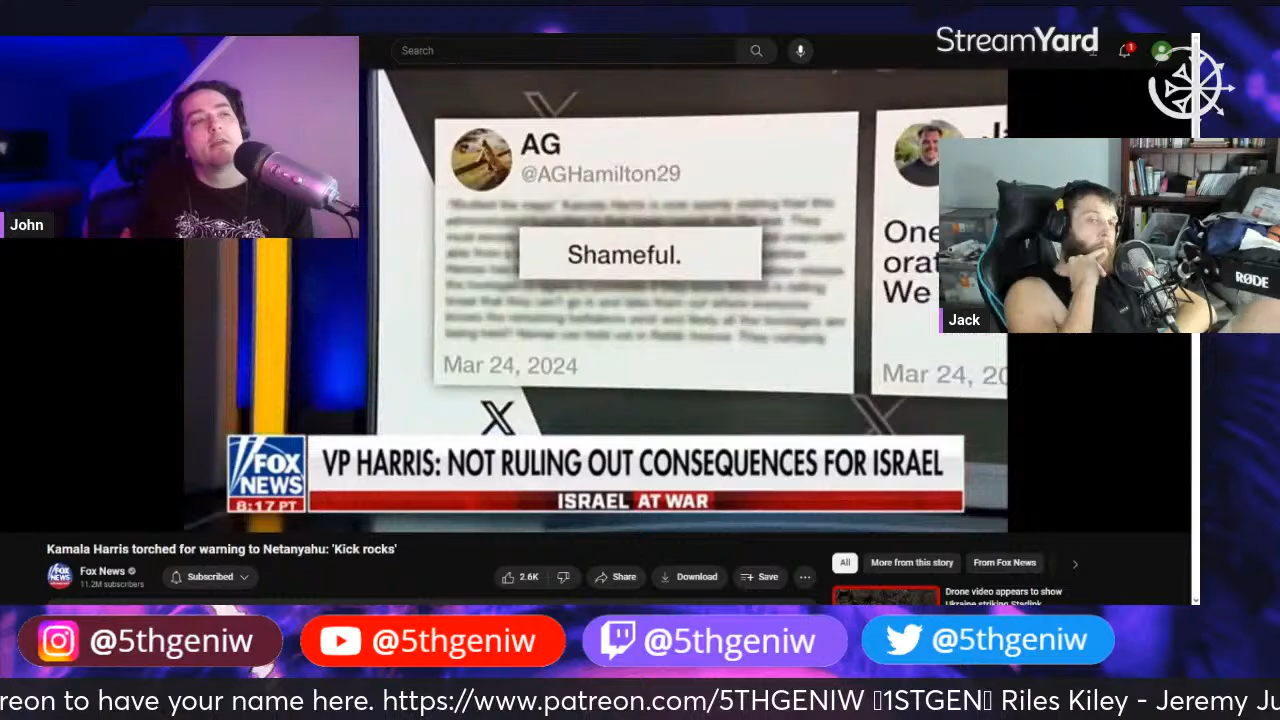 StreamYard
Search
1
John
AG
@AGHamilton29
Shameful.
Mar 24, 2024
One
orat
We
Mar 24, 20
RØDE
Jack
FOX
NEWS
8:17 PT
VP HARRIS: NOT RULING OUT CONSEQUENCES FOR ISRAEL
ISRAEL AT WAR
Kamala Harris torched for warning to Netanyahu: 'Kick rocks'
Fox News
11.2M subscribers
Subscribed
2.6K
Share
Download
Save
All
More from this story
From Fox News
Drone video appears to show
Ukraine striking Starlink
@5thgeniw
@5thgeniw
@5thgeniw
@5thgeniw
reon to have your name here. https://www.patreon.com/5THGENIW 1STGEN Riles Kiley - Jeremy Ju